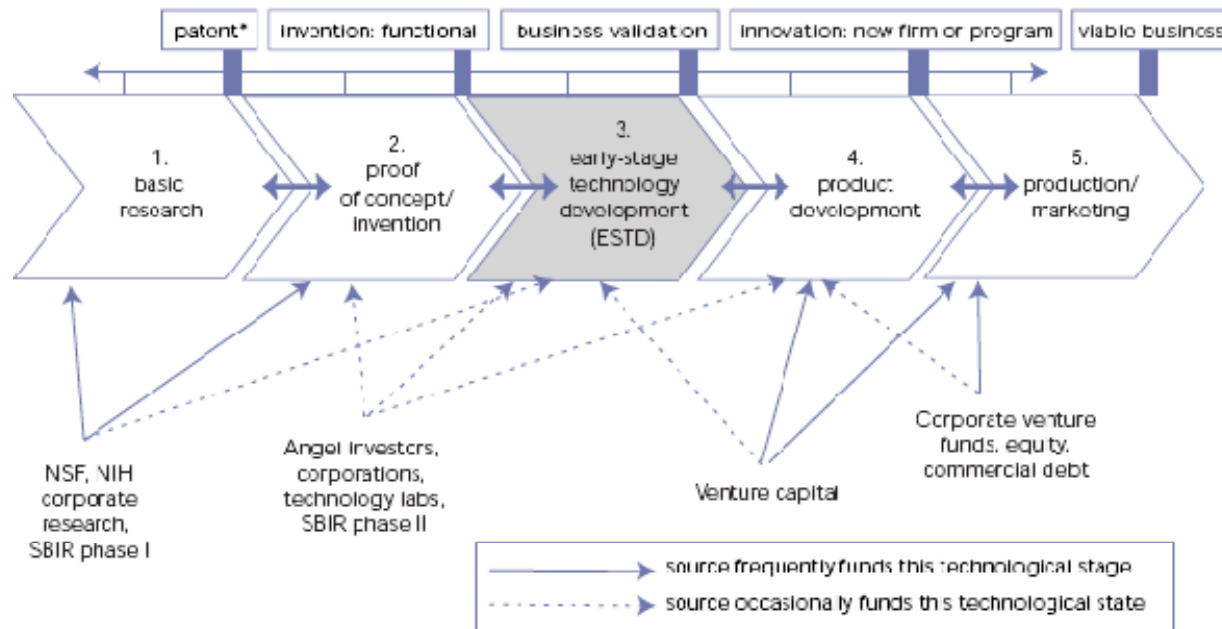 patent*
invention: functional
business validation
innovation: new firm or program
viable business
1.
basic
research
2.
proof
of concept/
invention
3.
early-stage
technology
development
(ESTD)
4.
product
development
5.
production/
marketing
NSF, NIH
corporate
research,
SBIR phase I
Angel investors,
corporations,
technology labs,
SBIR phase II
Venture capital
Corporate venture
funds, equity,
commercial debt
source frequently funds this technological stage
source occasionally funds this technological state